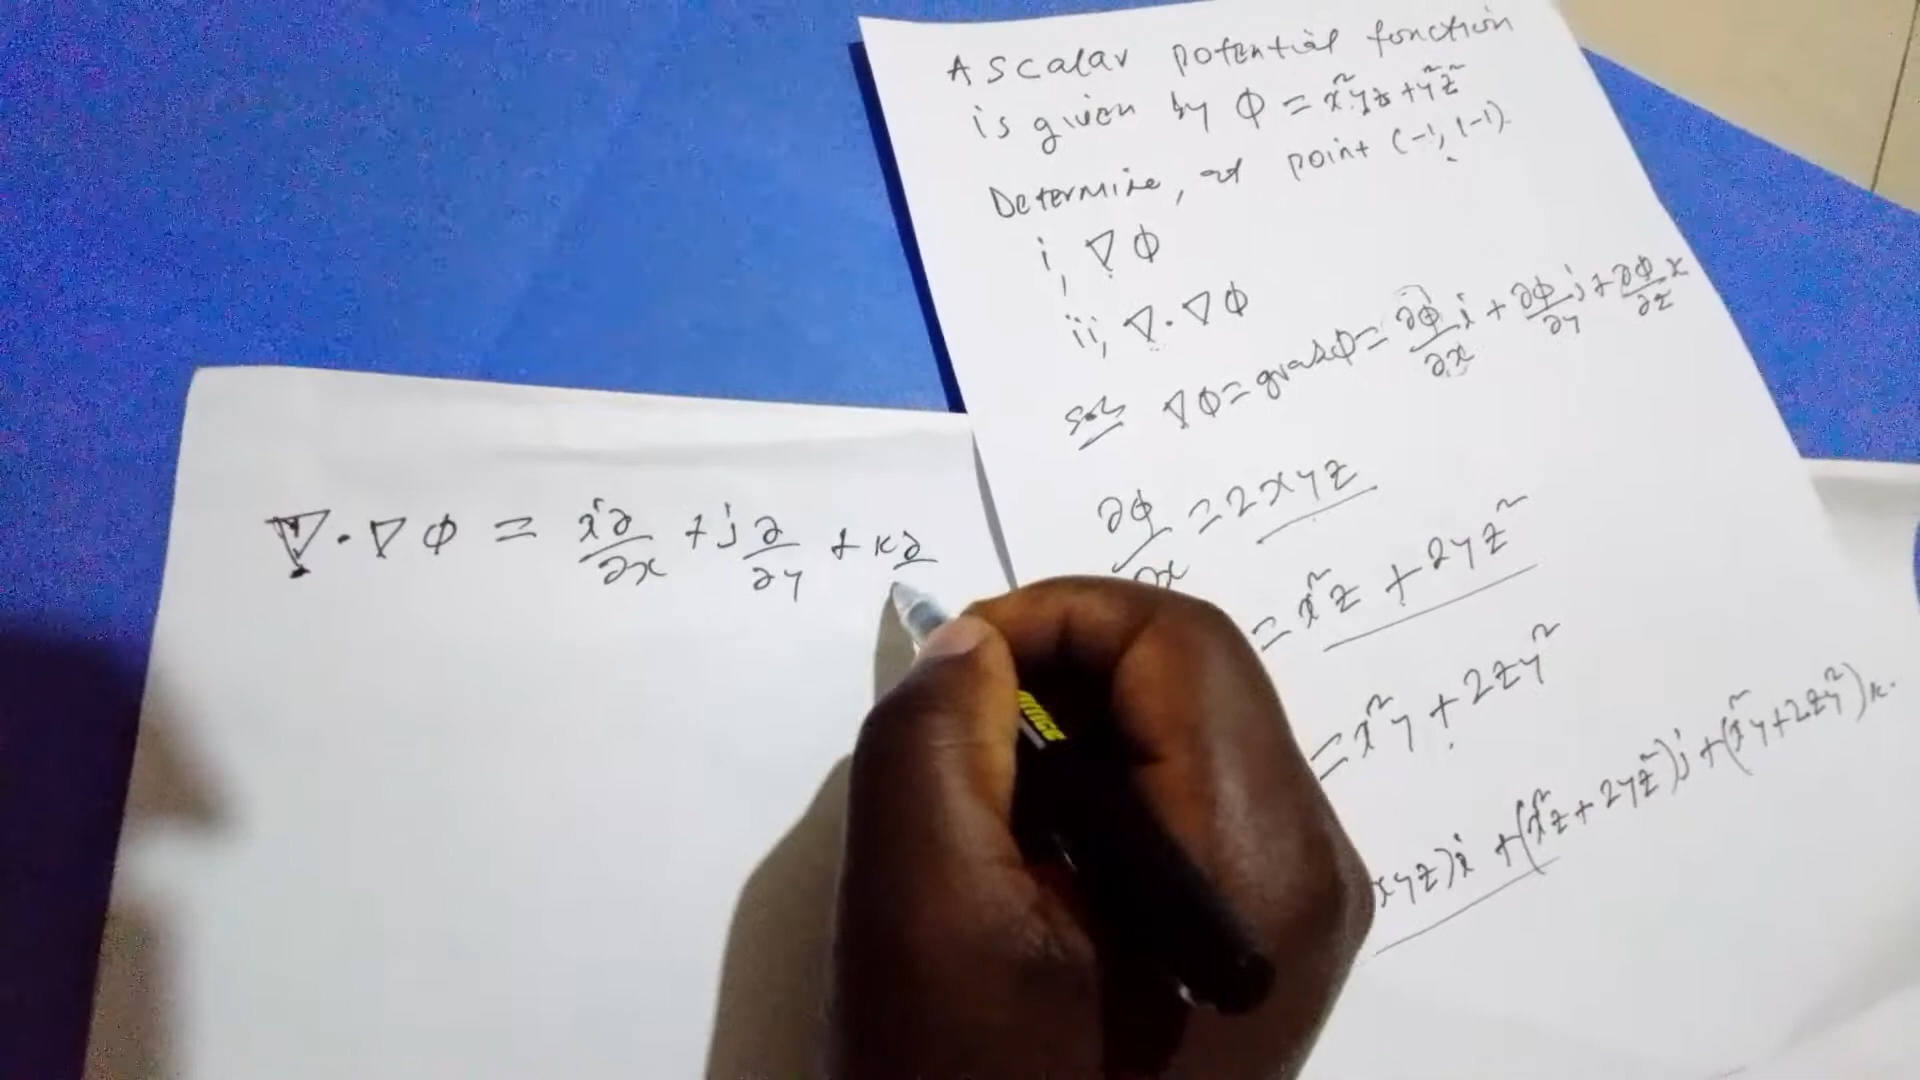 A scalar potential function
is given by Φ = x²yz + y²z²
Determine, at point (-1, 1 -1).
i, ∇Φ
ii, ∇·∇Φ
soln ∇Φ = grad Φ = ∂Φ/∂x i + ∂Φ/∂y j + ∂Φ/∂z k
∂Φ/∂x = 2xyz
= x²z + 2yz²
= x²y + 2zy²
xyz)i + (x²z + 2yz²)j + (x²y + 2zy²)k.
∇·∇Φ = i∂/∂x + j∂/∂y + k∂